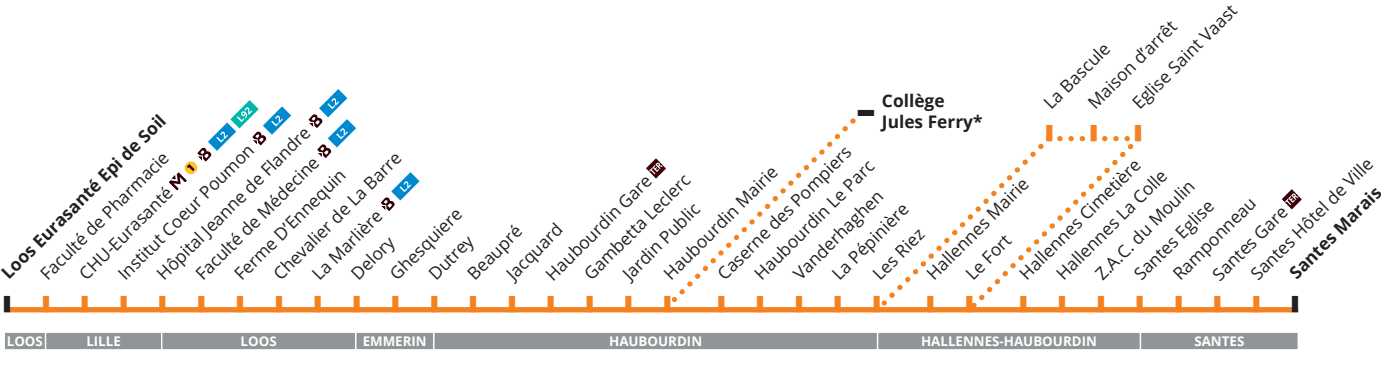 Loos Eurasanté Epi de Soil
Faculté de Pharmacie
CHU-Eurasanté M 1 8 L2 L92
Institut Coeur Poumon 8 L2
Hôpital Jeanne de Flandre 8 L2
Faculté de Médecine 8 L2
Ferme D'Ennequin
Chevalier de La Barre
La Marlière 8 L2
Delory
Ghesquière
Dutrey
Beaupré
Jacquard
Haubourdin Gare TER
Gambetta Leclerc
Jardin Public
Haubourdin Mairie
Collège
Jules Ferry*
Caserne des Pompiers
Haubourdin Le Parc
Vanderhaghen
La Pépinière
Les Riez
La Bascule
Maison d'arrêt
Eglise Saint Vaast
Hallennes Mairie
Le Fort
Hallennes Cimetière
Hallennes La Colle
Z.A.C. du Moulin
Santes Eglise
Ramponneau
Santes Gare TER
Santes Hôtel de Ville
Santes Marais
LOOS
LILLE
LOOS
EMMERIN
HAUBOURDIN
HALLENNES-HAUBOURDIN
SANTES